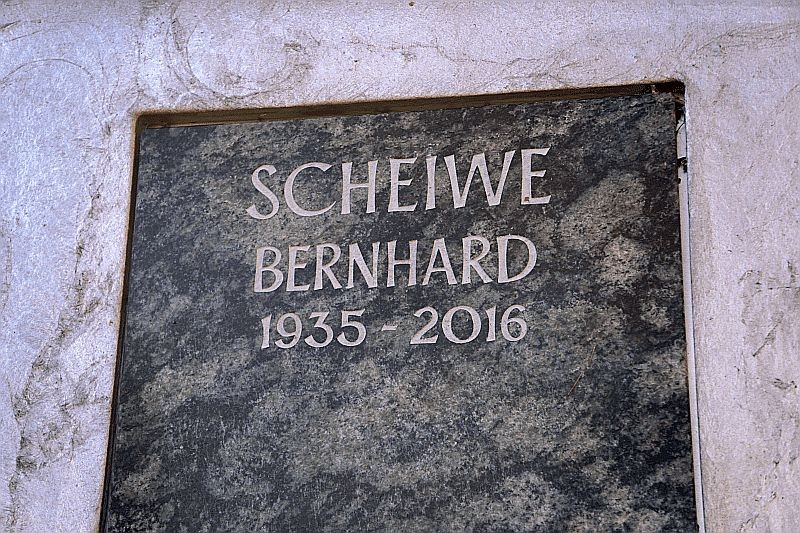 SCHEIWE
BERNHARD
1935 - 2016